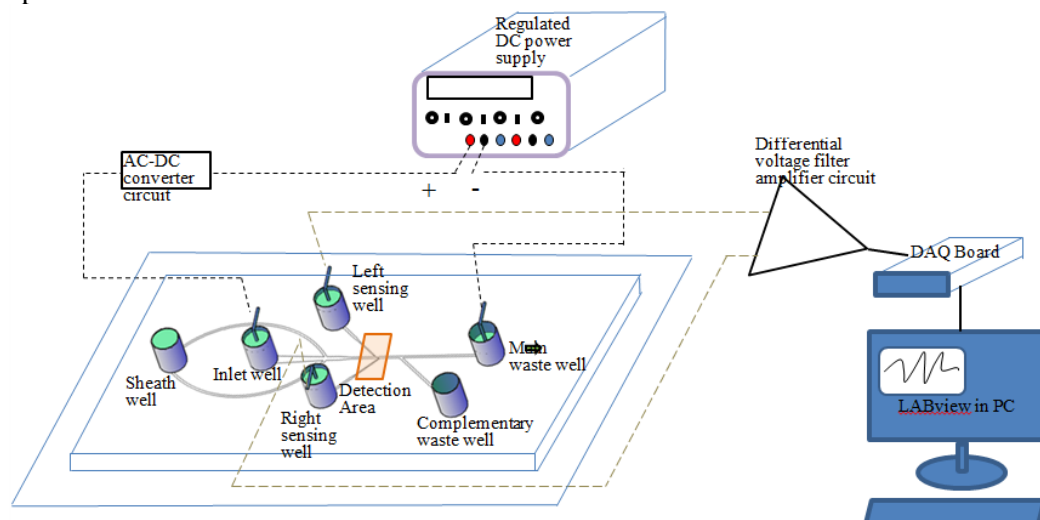 Regulated
DC power
supply
AC-DC
converter
circuit
+ -
Differential
voltage filter
amplifier circuit
DAQ Board
Left
sensing
well
Sheath
well
Inlet well
Right
sensing
well
Detection
Area
Main
waste well
Complementary
waste well
LABview in PC